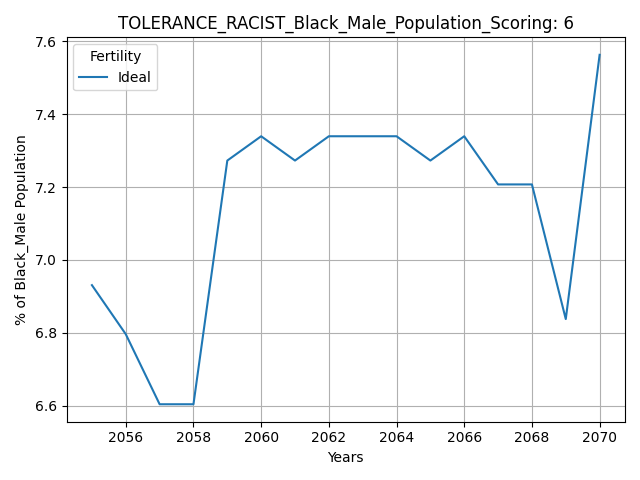 TOLERANCE_RACIST_Black_Male_Population_Scoring: 6
7.6
7.4
7.2
7.0
6.8
6.6
% of Black_Male Population
Fertility
Ideal
2056 2058 2060 2062 2064 2066 2068 2070
Years